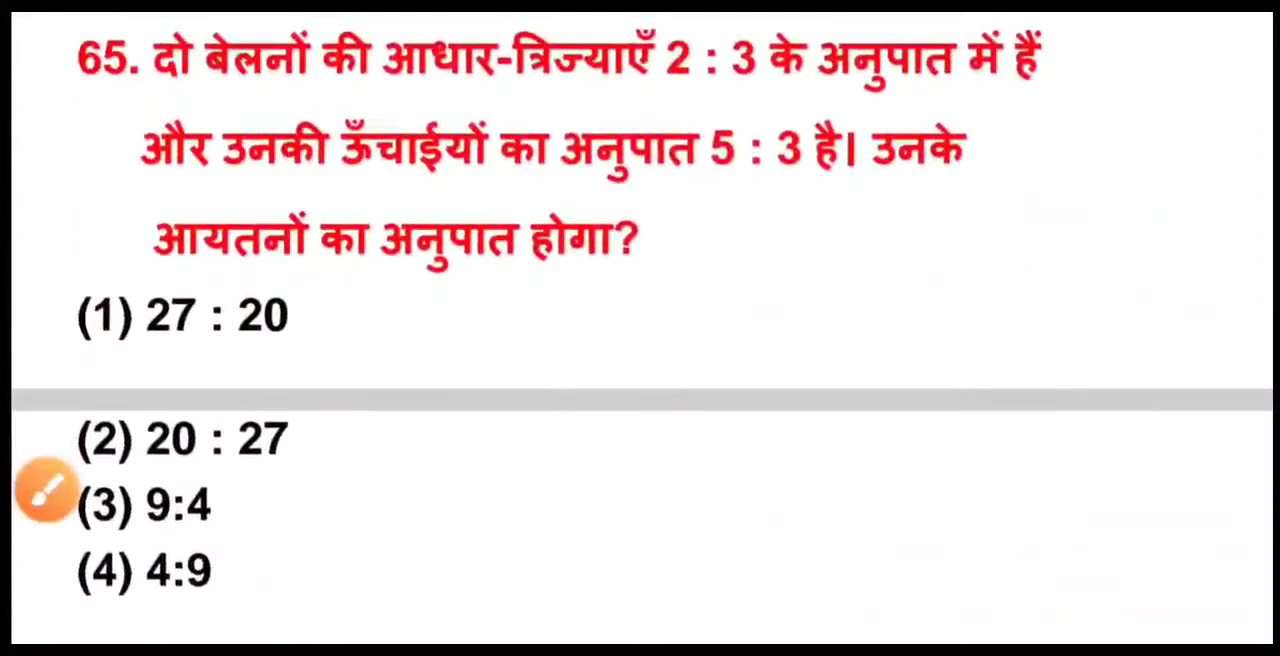 65. दो बेलनों की आधार-त्रिज्याएँ 2 : 3 के अनुपात में हैं
और उनकी ऊँचाईयों का अनुपात 5 : 3 है। उनके
आयतनों का अनुपात होगा?
(1) 27 : 20
(2) 20 : 27
(3) 9:4
(4) 4:9